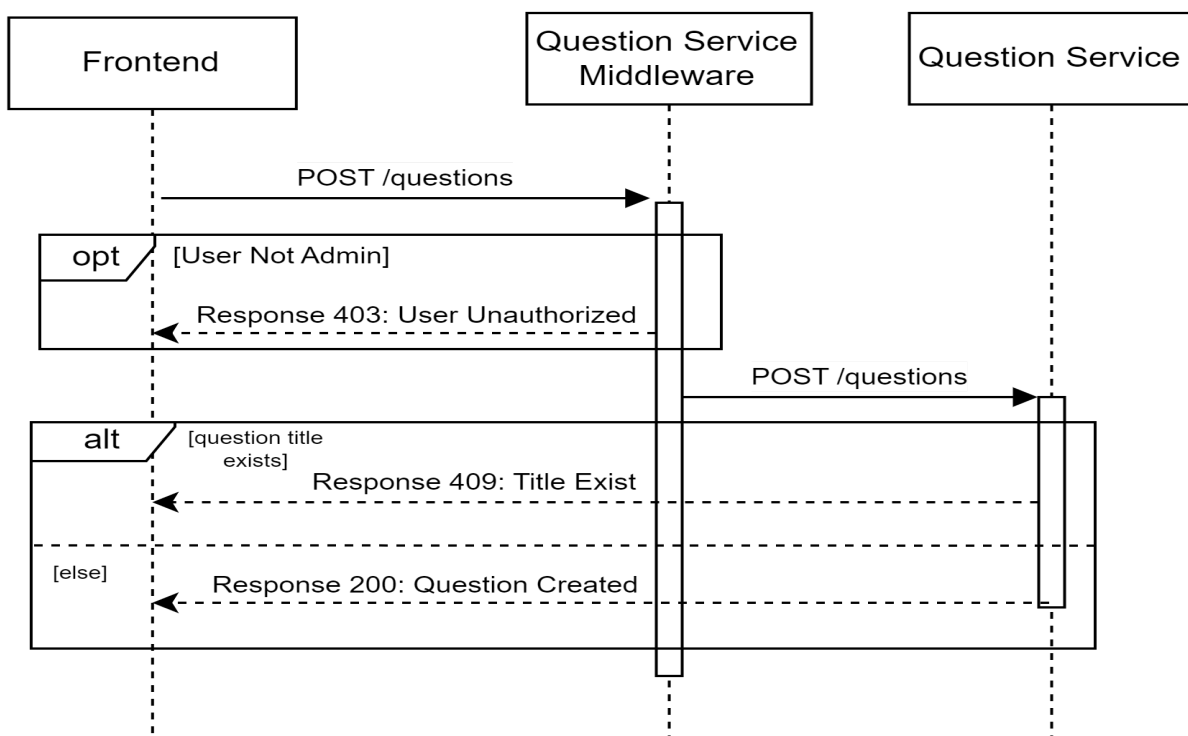 Frontend
Question Service
Middleware
Question Service
POST /questions
opt
[User Not Admin]
Response 403: User Unauthorized
POST /questions
alt
[question title
exists]
Response 409: Title Exist
[else]
Response 200: Question Created